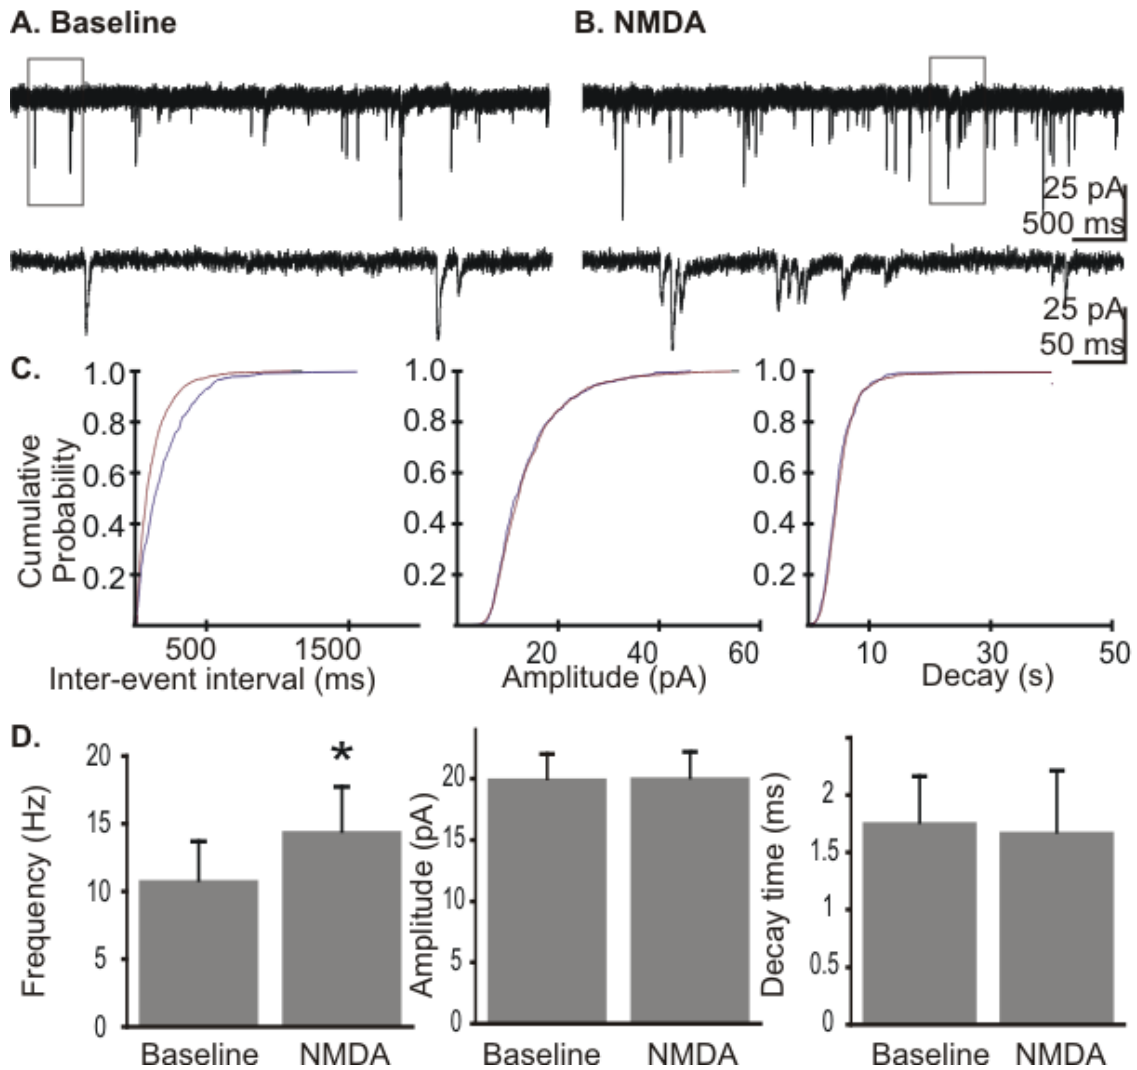 A. Baseline
B. NMDA
25 pA
500 ms
25 pA
50 ms
C.
Cumulative
Probability
1.0
0.8
0.6
0.4
0.2
500
1500
Inter-event interval (ms)
1.0
0.8
0.6
0.4
0.2
20
40
60
Amplitude (pA)
1.0
0.8
0.6
0.4
0.2
10
30
50
Decay (s)
D.
Frequency (Hz)
20
15
10
5
0
*
Baseline
NMDA
Amplitude (pA)
20
15
10
5
0
Baseline
NMDA
Decay time (ms)
2
1.5
1
0.5
0
Baseline
NMDA